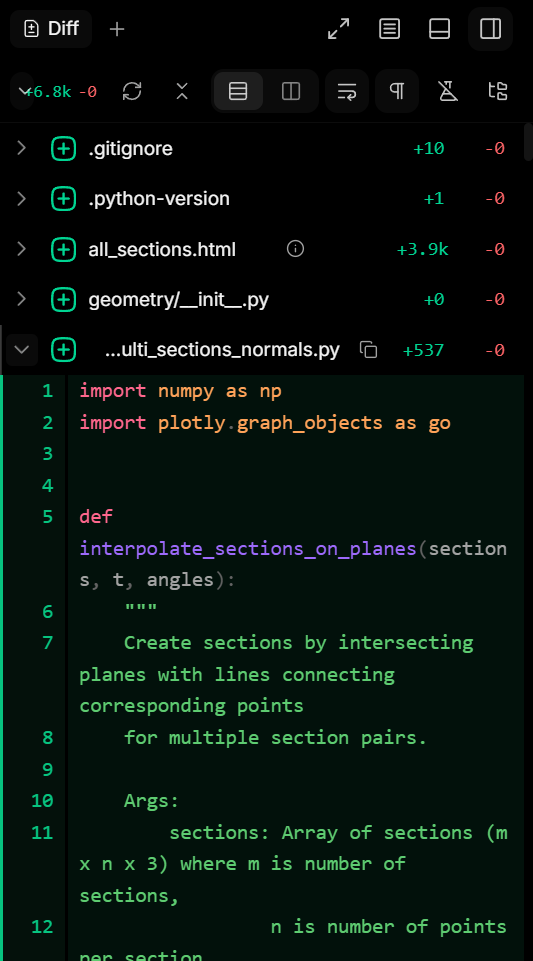 Diff
+6.8k -0
.gitignore +10 -0
.python-version +1 -0
all_sections.html +3.9k -0
geometry/__init__.py +0 -0
...ulti_sections_normals.py +537 -0
1 import numpy as np
2 import plotly.graph_objects as go
3
4
5 def
interpolate_sections_on_planes(section
s, t, angles):
6 """
7 Create sections by intersecting
planes with lines connecting
corresponding points
8 for multiple section pairs.
9
10 Args:
11 sections: Array of sections (m
x n x 3) where m is number of
sections,
12 n is number of points
per section